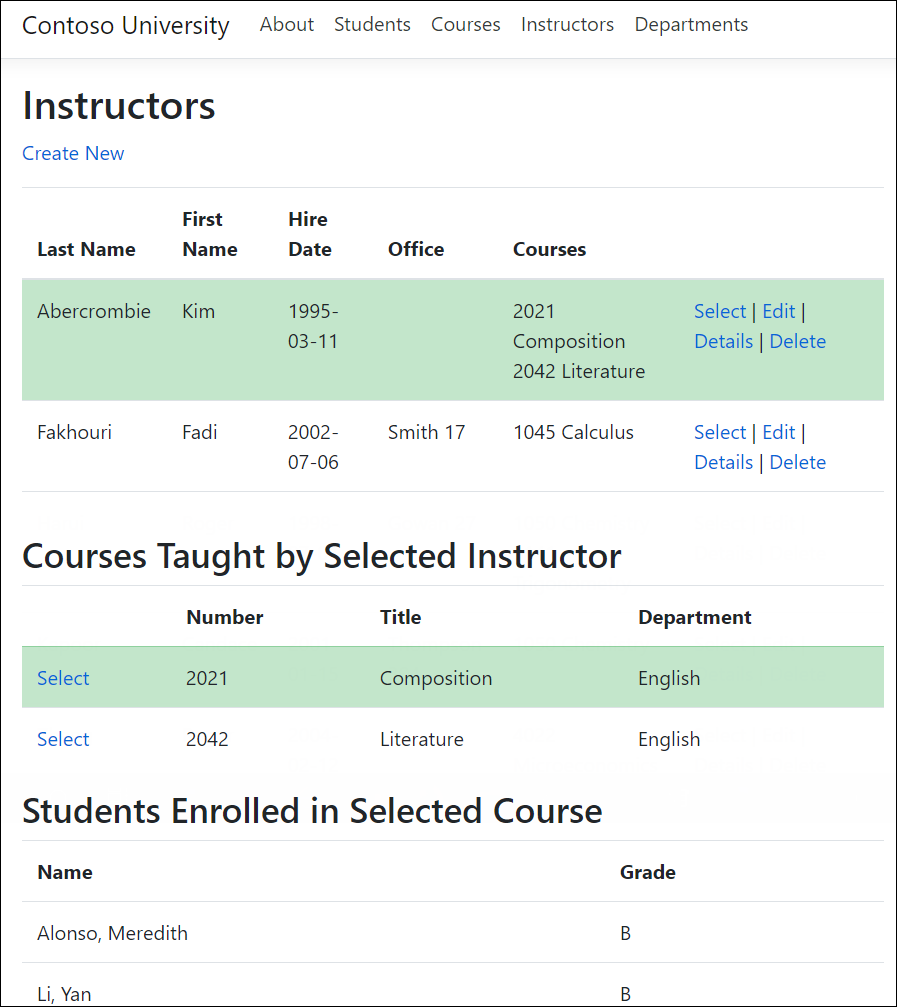 Contoso University About Students Courses Instructors Departments
Instructors
Create New
Last Name First Name Hire Date Office Courses
Abercrombie Kim 1995-03-11 2021 Composition 2042 Literature Select | Edit | Details | Delete
Fakhouri Fadi 2002-07-06 Smith 17 1045 Calculus Select | Edit | Details | Delete
Courses Taught by Selected Instructor
Number Title Department
Select 2021 Composition English
Select 2042 Literature English
Students Enrolled in Selected Course
Name Grade
Alonso, Meredith B
Li, Yan B